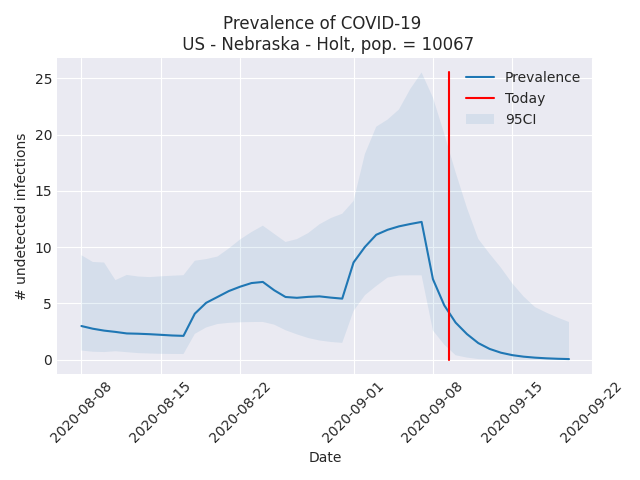 Prevalence of COVID-19
US - Nebraska - Holt, pop. = 10067
Prevalence
Today
95CI
# undetected infections
25
20
15
10
5
0
2020-08-08
2020-08-15
2020-08-22
2020-09-01
2020-09-08
2020-09-15
2020-09-22
Date